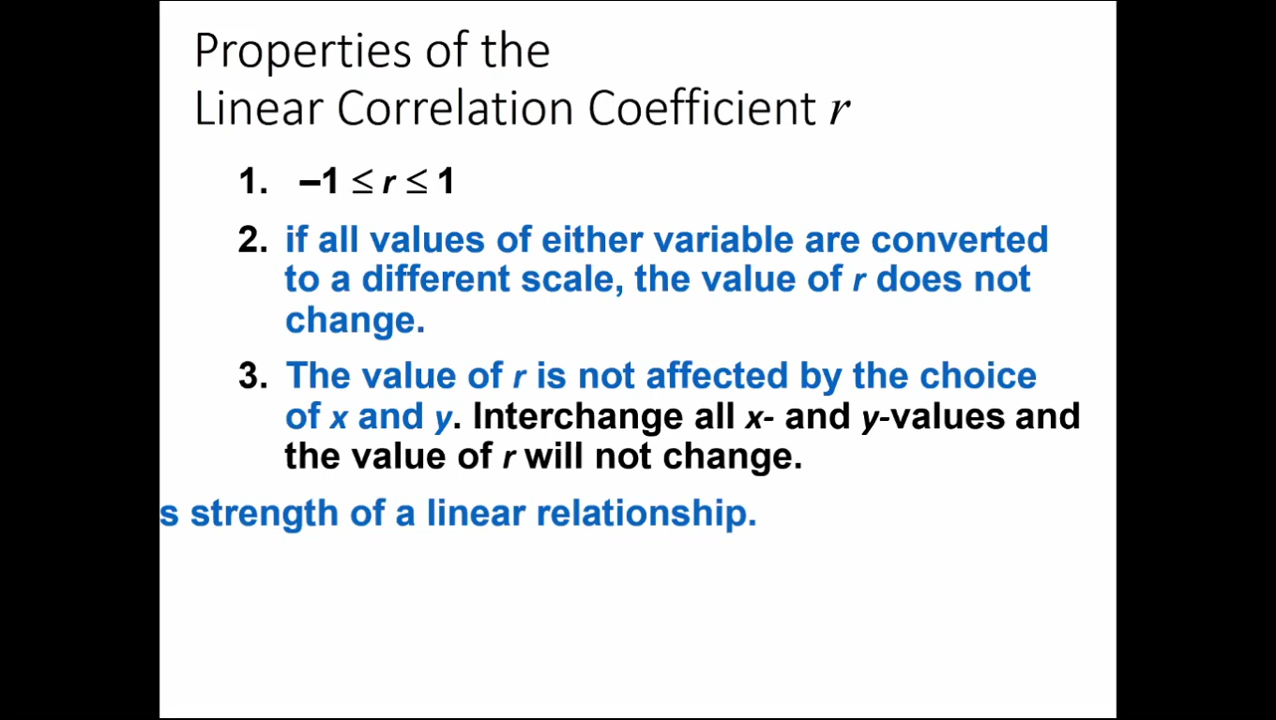 Properties of the
Linear Correlation Coefficient r
1. –1 ≤ r ≤ 1
2. if all values of either variable are converted
to a different scale, the value of r does not
change.
3. The value of r is not affected by the choice
of x and y. Interchange all x- and y-values and
the value of r will not change.
s strength of a linear relationship.